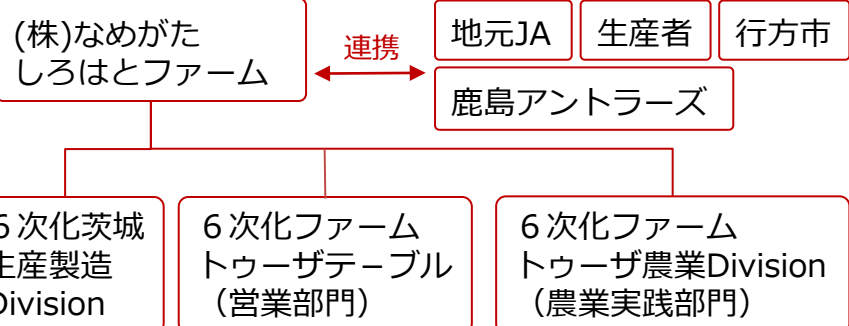 (株)なめがた
しろはとファーム
連携
地元JA
生産者
行方市
鹿島アントラーズ
６次化茨城
生産製造
Division
６次化ファーム
トゥーザテーブル
（営業部門）
６次化ファーム
トゥーザ農業Division
（農業実践部門）